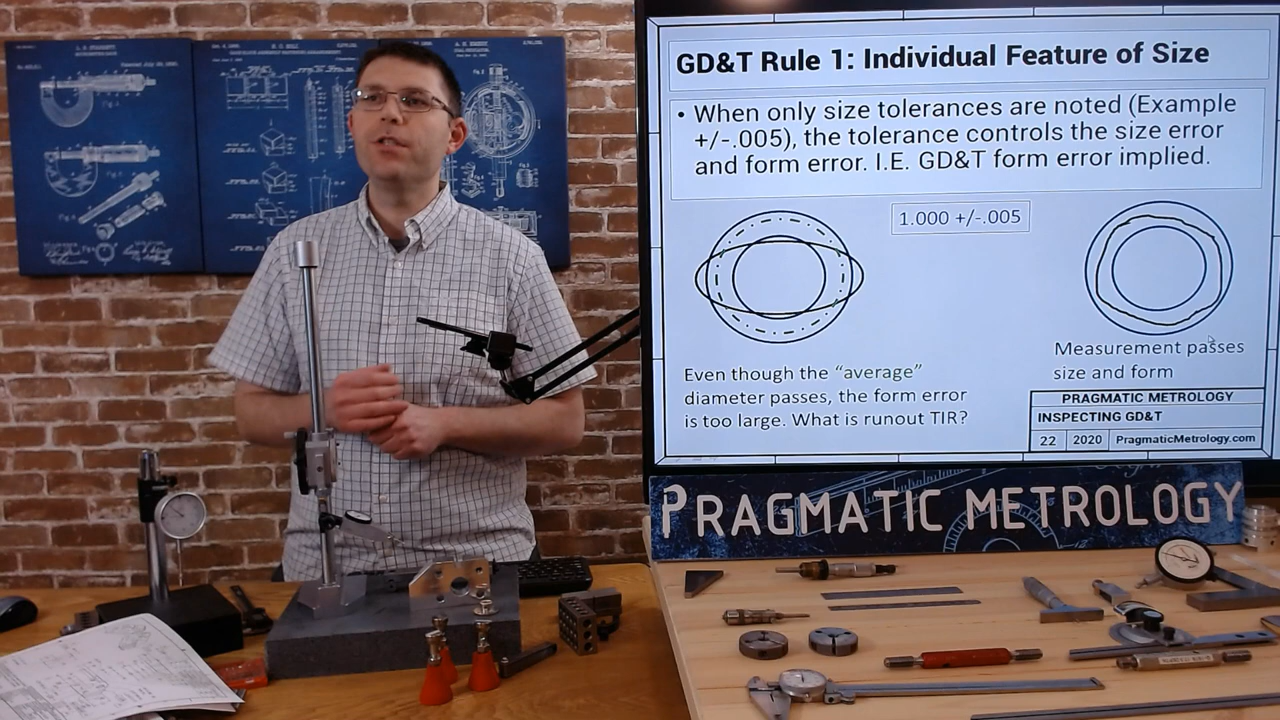 GD&T Rule 1: Individual Feature of Size
• When only size tolerances are noted (Example
+/-.005), the tolerance controls the size error
and form error. I.E. GD&T form error implied.
1.000 +/-.005
Even though the “average”
diameter passes, the form error
is too large. What is runout TIR?
Measurement passes
size and form
PRAGMATIC METROLOGY
INSPECTING GD&T
22 2020 PragmaticMetrology.com
PRAGMATIC METROLOGY